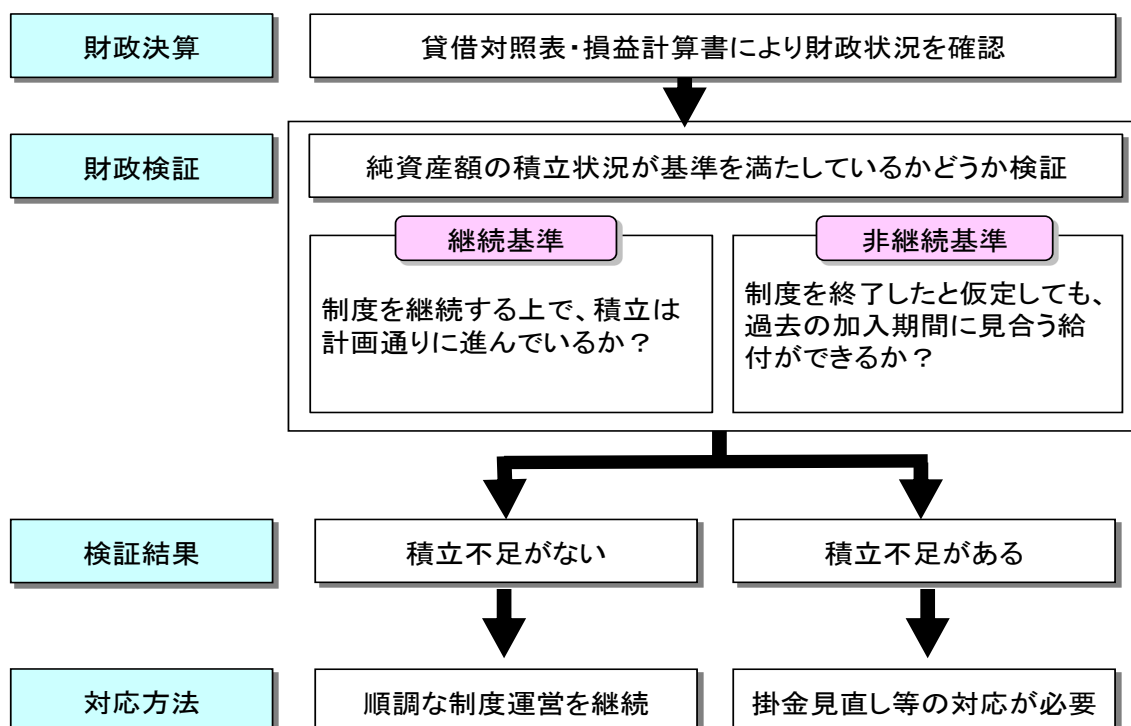 財政決算
貸借対照表・損益計算書により財政状況を確認
財政検証
純資産額の積立状況が基準を満たしているかどうか検証
継続基準
制度を継続する上で、積立は
計画通りに進んでいるか？
非継続基準
制度を終了したと仮定しても、
過去の加入期間に見合う給
付ができるか？
検証結果
積立不足がない
積立不足がある
対応方法
順調な制度運営を継続
掛金見直し等の対応が必要